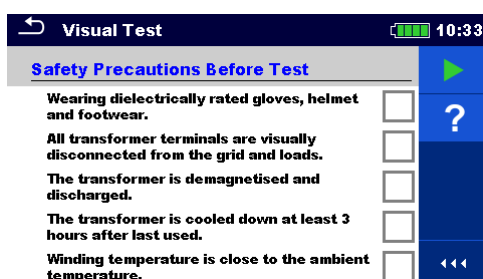 Visual Test
10:33
Safety Precautions Before Test
Wearing dielectrically rated gloves, helmet
and footwear.
All transformer terminals are visually
disconnected from the grid and loads.
The transformer is demagnetised and
discharged.
The transformer is cooled down at least 3
hours after last used.
Winding temperature is close to the ambient
temperature.
?